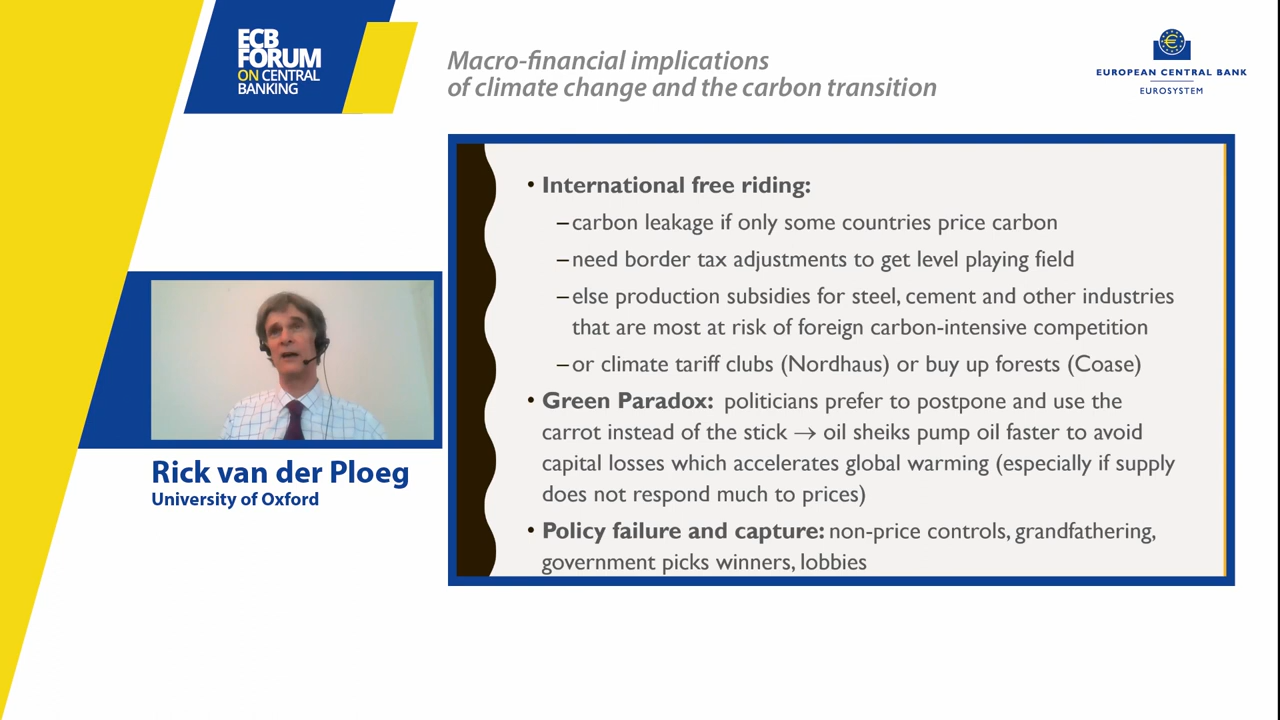 ECB
FORUM
ON CENTRAL
BANKING
Macro-financial implications
of climate change and the carbon transition
EUROPEAN CENTRAL BANK
EUROSYSTEM
• International free riding:
–carbon leakage if only some countries price carbon
–need border tax adjustments to get level playing field
–else production subsidies for steel, cement and other industries
that are most at risk of foreign carbon-intensive competition
–or climate tariff clubs (Nordhaus) or buy up forests (Coase)
• Green Paradox: politicians prefer to postpone and use the
carrot instead of the stick → oil sheiks pump oil faster to avoid
capital losses which accelerates global warming (especially if supply
does not respond much to prices)
• Policy failure and capture: non-price controls, grandfathering,
government picks winners, lobbies
Rick van der Ploeg
University of Oxford